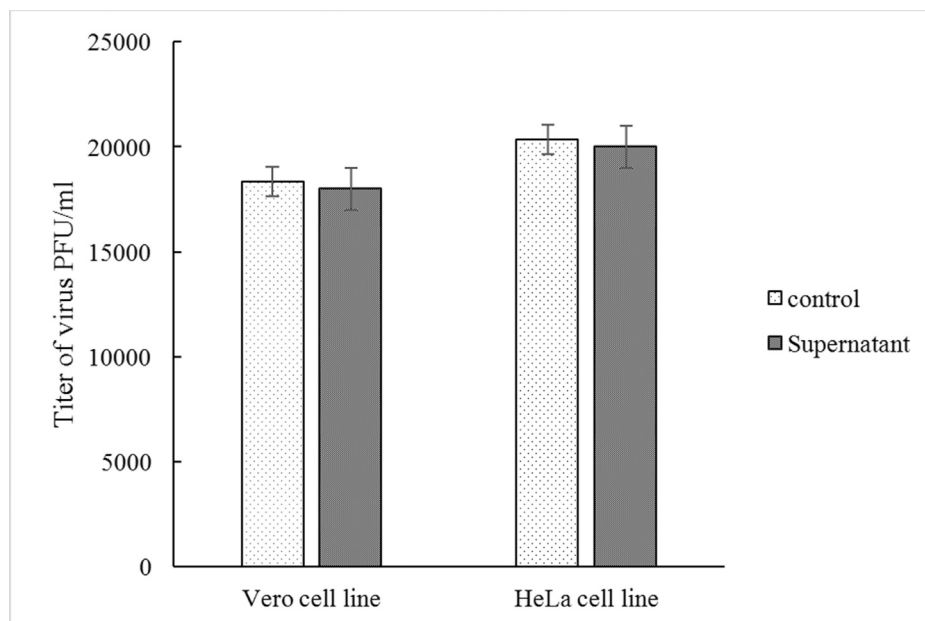 25000
20000
15000
10000
5000
0
Titer of virus PFU/ml
Vero cell line
HeLa cell line
control
Supernatant